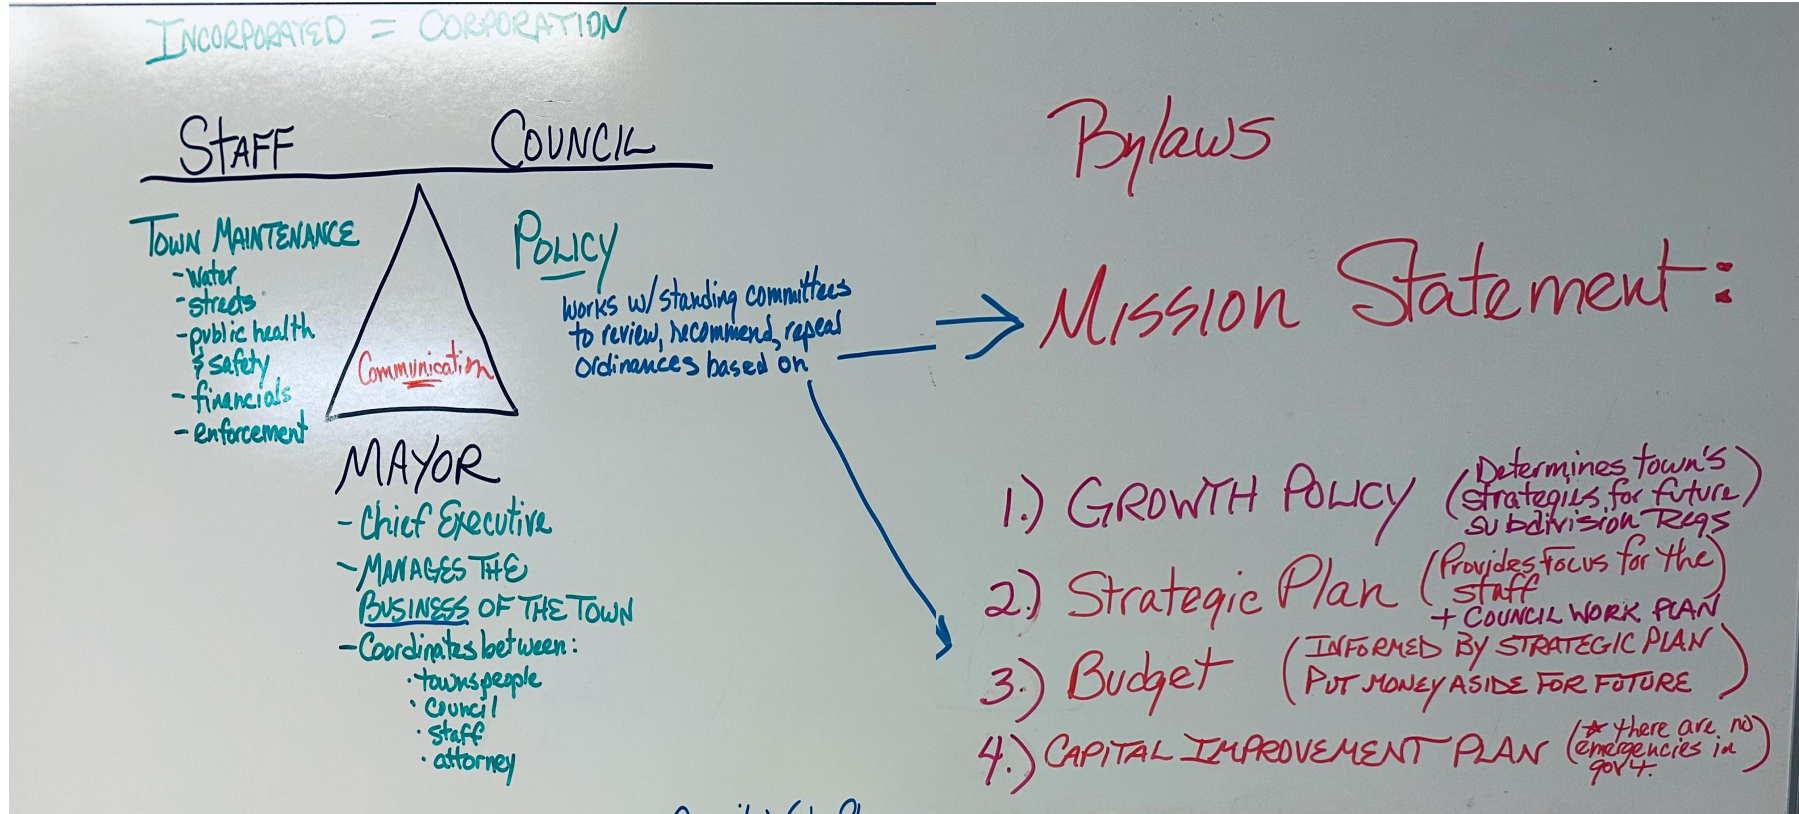 INCORPORATED = CORPORATION
STAFF
COUNCIL
TOWN MAINTENANCE
- water
- streets
- public health
& safety
- financials
- enforcement
Communication
POLICY
works w/ standing committees
to review, recommend, repeal
ordinances based on
MAYOR
- Chief Executive
- MANAGES THE
BUSINESS OF THE TOWN
- Coordinates between:
· townspeople
· council
· staff
· attorney
Bylaws
Mission Statement:
1.) GROWTH POLICY (Determines town's
strategies for future
subdivision Regs)
2.) Strategic Plan (Provides focus for the
staff)
+ COUNCIL WORK PLAN
3.) Budget (INFORMED BY STRATEGIC PLAN
PUT MONEY ASIDE FOR FUTURE)
4.) CAPITAL IMPROVEMENT PLAN (* there are no
emergencies in
gov't.)